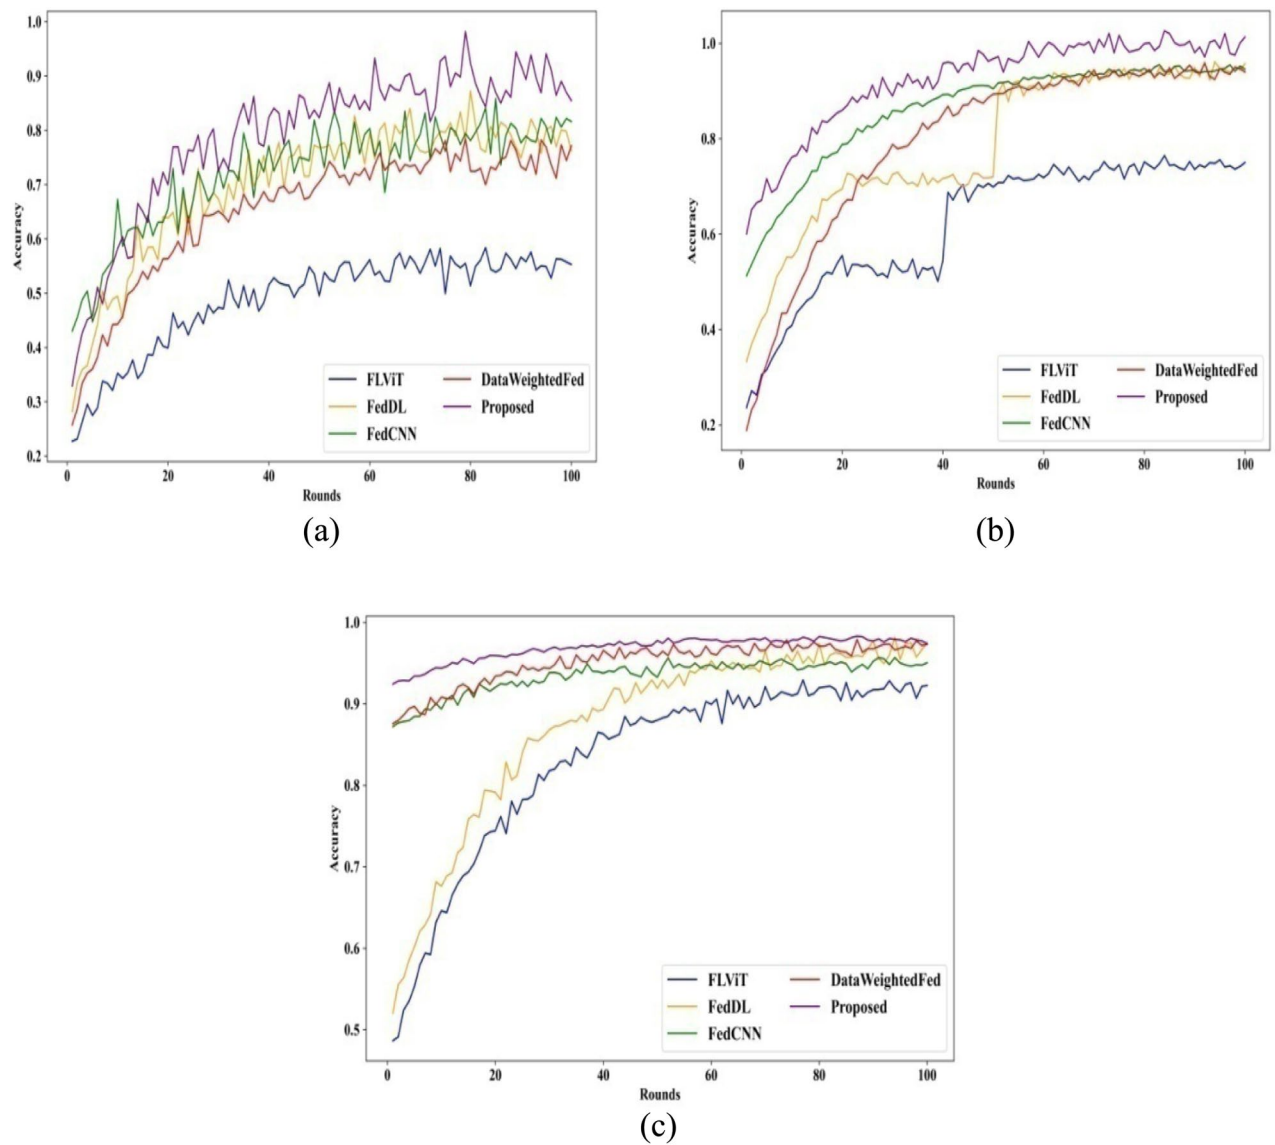 1.0
0.9
0.8
0.7
0.6
0.5
0.4
0.3
0.2
Accuracy
FLViT DataWeightedFed
FedDL Proposed
FedCNN
0 20 40 60 80 100
Rounds
(a)
1.0
0.8
0.6
0.4
0.2
Accuracy
FLViT DataWeightedFed
FedDL Proposed
FedCNN
0 20 40 60 80 100
Rounds
(b)
1.0
0.9
0.8
0.7
0.6
0.5
Accuracy
FLViT DataWeightedFed
FedDL Proposed
FedCNN
0 20 40 60 80 100
Rounds
(c)